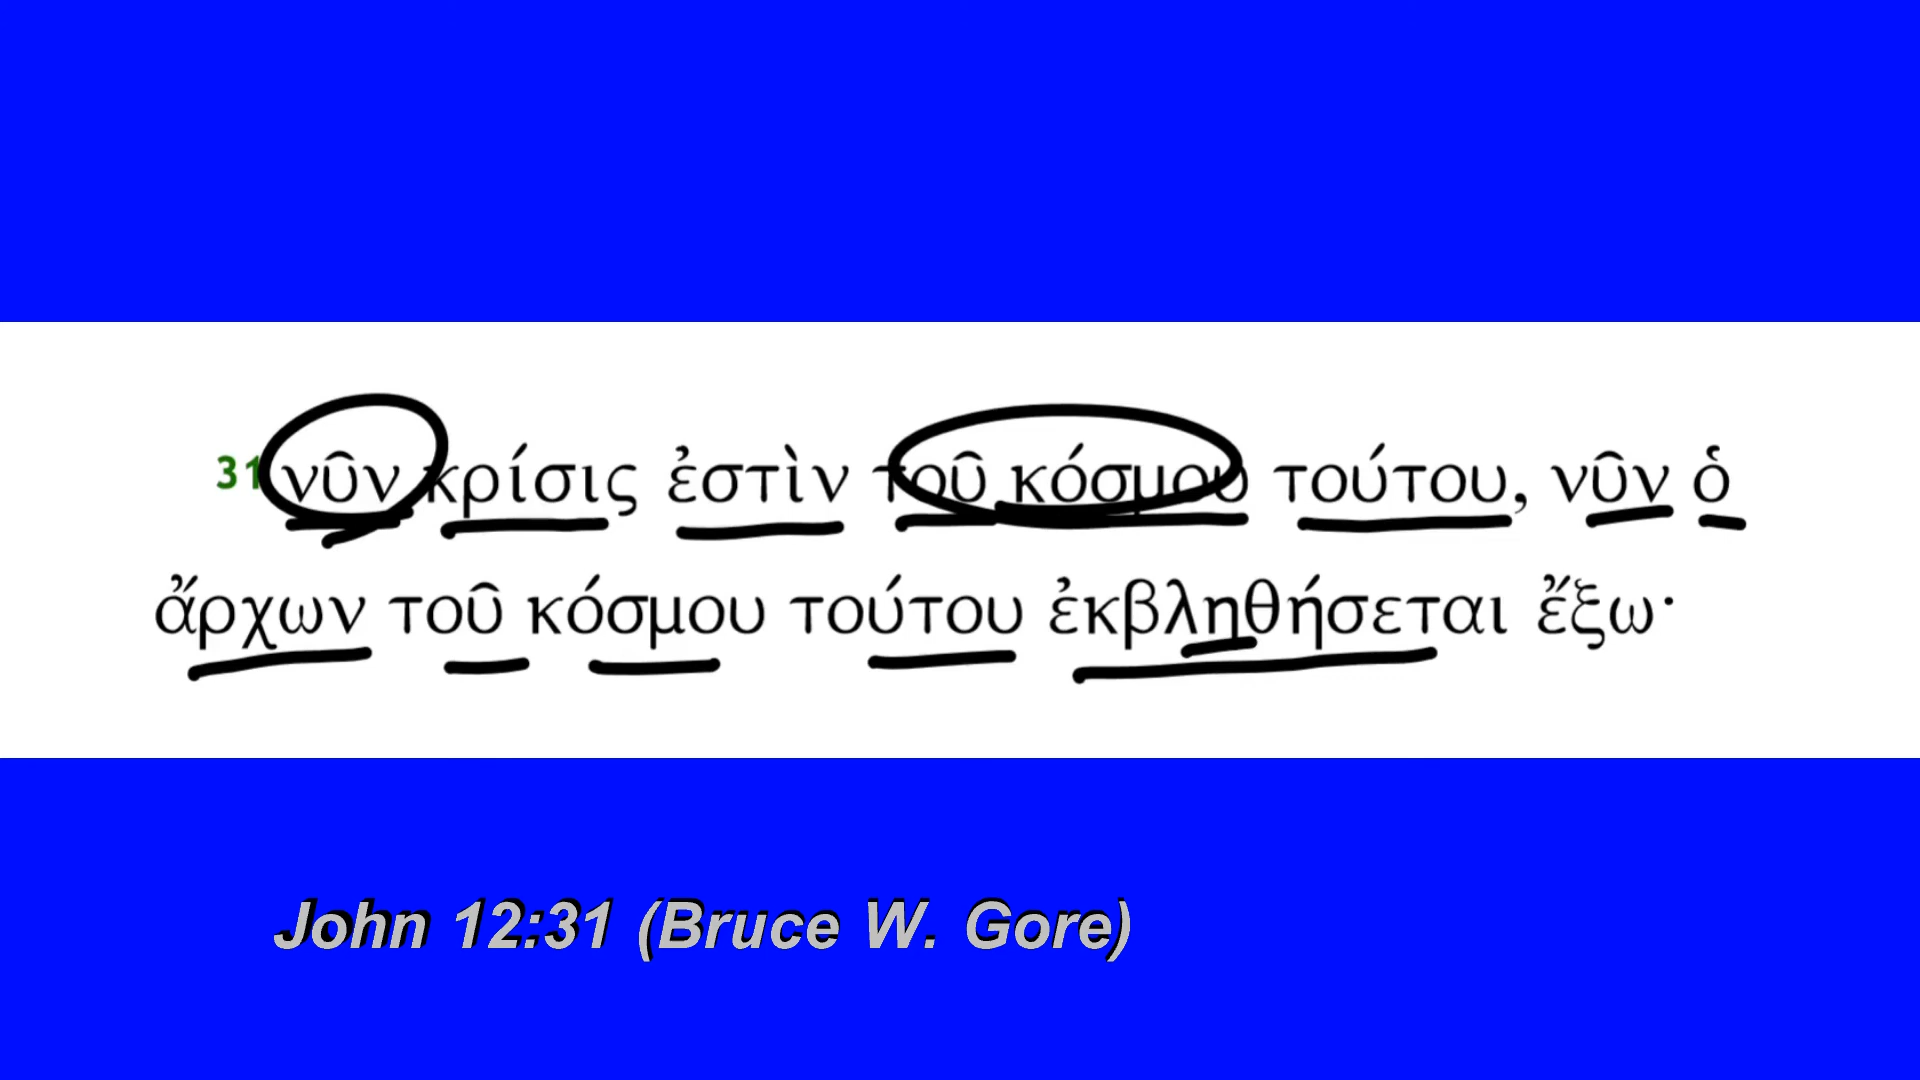 31 νῦν κρίσις ἐστὶν τοῦ κόσμου τούτου, νῦν ὁ
ἄρχων τοῦ κόσμου τούτου ἐκβληθήσεται ἔξω·
John 12:31 (Bruce W. Gore)